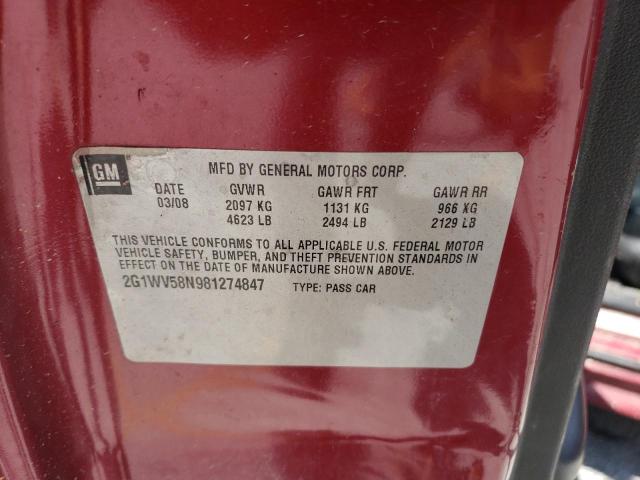 GM
MFD BY GENERAL MOTORS CORP.
DATE GVWR GAWR FRT GAWR RR
03/08 2097 KG 1131 KG 966 KG
4623 LB 2494 LB 2129 LB
THIS VEHICLE CONFORMS TO ALL APPLICABLE U.S. FEDERAL MOTOR
VEHICLE SAFETY, BUMPER, AND THEFT PREVENTION STANDARDS IN
EFFECT ON THE DATE OF MANUFACTURE SHOWN ABOVE.
2G1WV58N981274847 TYPE: PASS CAR